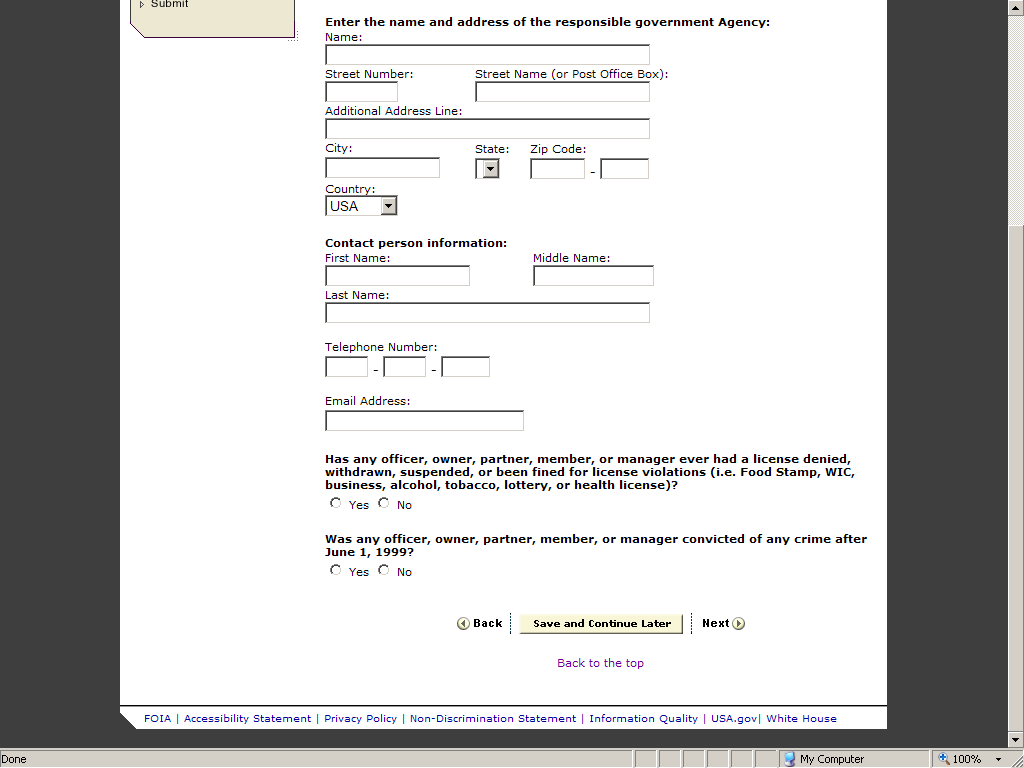 Submit
Enter the name and address of the responsible government Agency:
Name:
Street Number: Street Name (or Post Office Box):
Additional Address Line:
City: State: Zip Code:
-
Country:
USA
Contact person information:
First Name: Middle Name:
Last Name:
Telephone Number:
- -
Email Address:
Has any officer, owner, partner, member, or manager ever had a license denied,
withdrawn, suspended, or been fined for license violations (i.e. Food Stamp, WIC,
business, alcohol, tobacco, lottery, or health license)?
Yes No
Was any officer, owner, partner, member, or manager convicted of any crime after
June 1, 1999?
Yes No
Back Save and Continue Later Next
Back to the top
FOIA | Accessibility Statement | Privacy Policy | Non-Discrimination Statement | Information Quality | USA.gov| White House
Done My Computer 100%